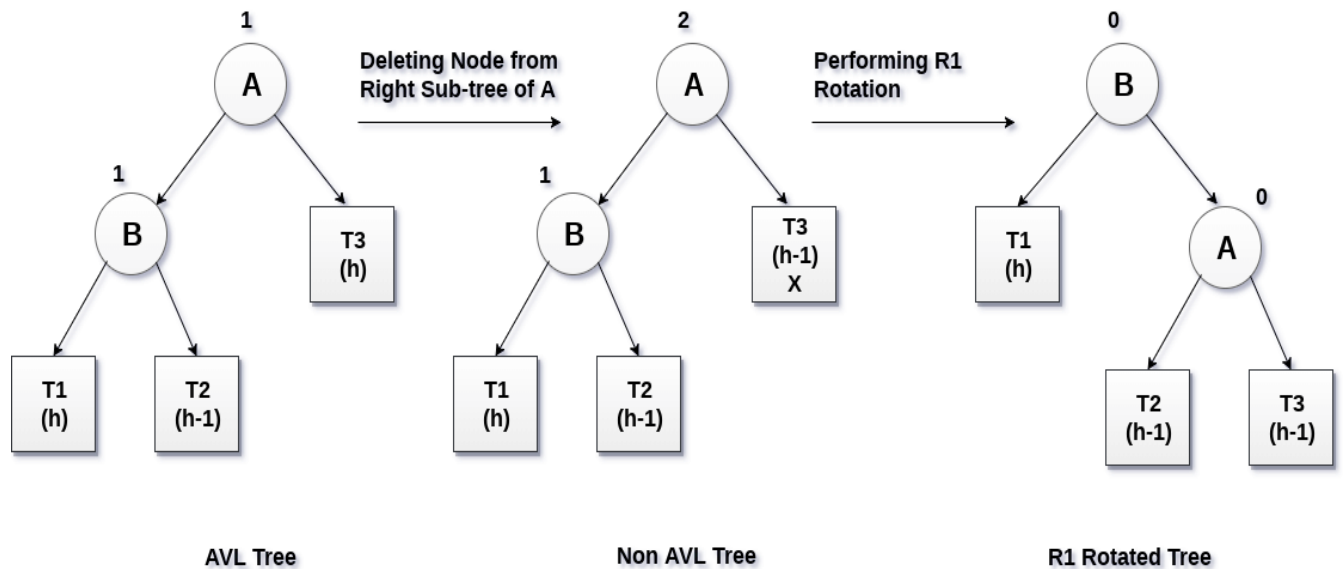 1
A
1
B
T3
(h)
T1
(h)
T2
(h-1)
AVL Tree
Deleting Node from
Right Sub-tree of A
2
A
1
B
T3
(h-1)
X
T1
(h)
T2
(h-1)
Non AVL Tree
Performing R1
Rotation
0
B
0
T1
(h)
A
T2
(h-1)
T3
(h-1)
R1 Rotated Tree